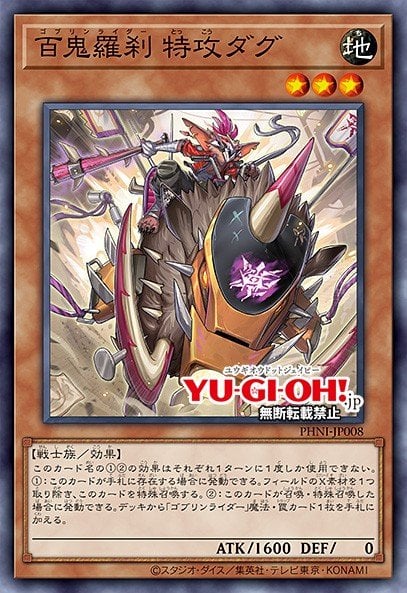 ゴブリンライダー とっ こう
百鬼羅刹 特攻ダグ
ち
地
爆
ユウギオウドットジェイピー
YU-GI-OH!.jp
無断転載禁止
PHNI-JP008
【戦士族／効果】
このカード名の①②の効果はそれぞれ1ターンに1度しか使用できない。
①：このカードが手札に存在する場合に発動できる。フィールドのX素材を1つ
取り除き、このカードを特殊召喚する。②：このカードが召喚・特殊召喚した
場合に発動できる。デッキから「ゴブリンライダー」魔法・罠カード1枚を手札に
加える。
ATK/1600 DEF/ 0
©スタジオ・ダイス／集英社・テレビ東京・KONAMI